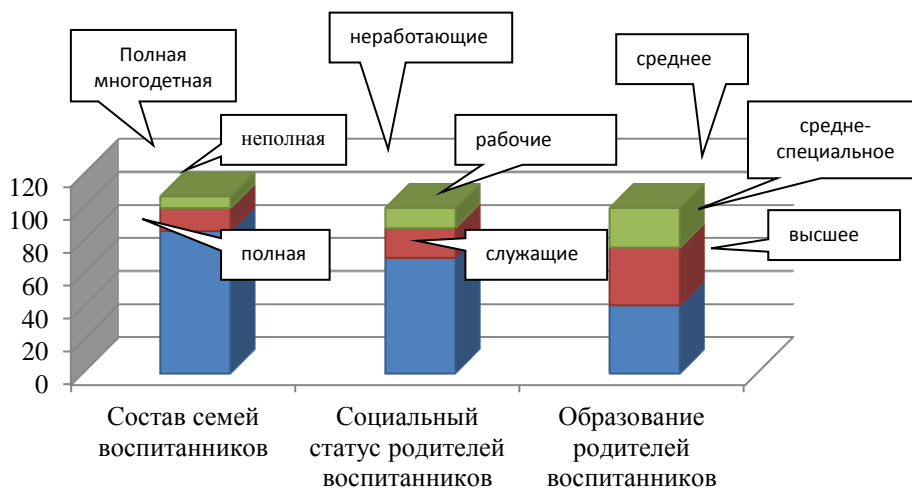 Полная
многодетная
неработающие
среднее
неполная
рабочие
средне-
специальное
полная
служащие
высшее
120
100
80
60
40
20
0
Состав семей
воспитанников
Социальный
статус родителей
воспитанников
Образование
родителей
воспитанников